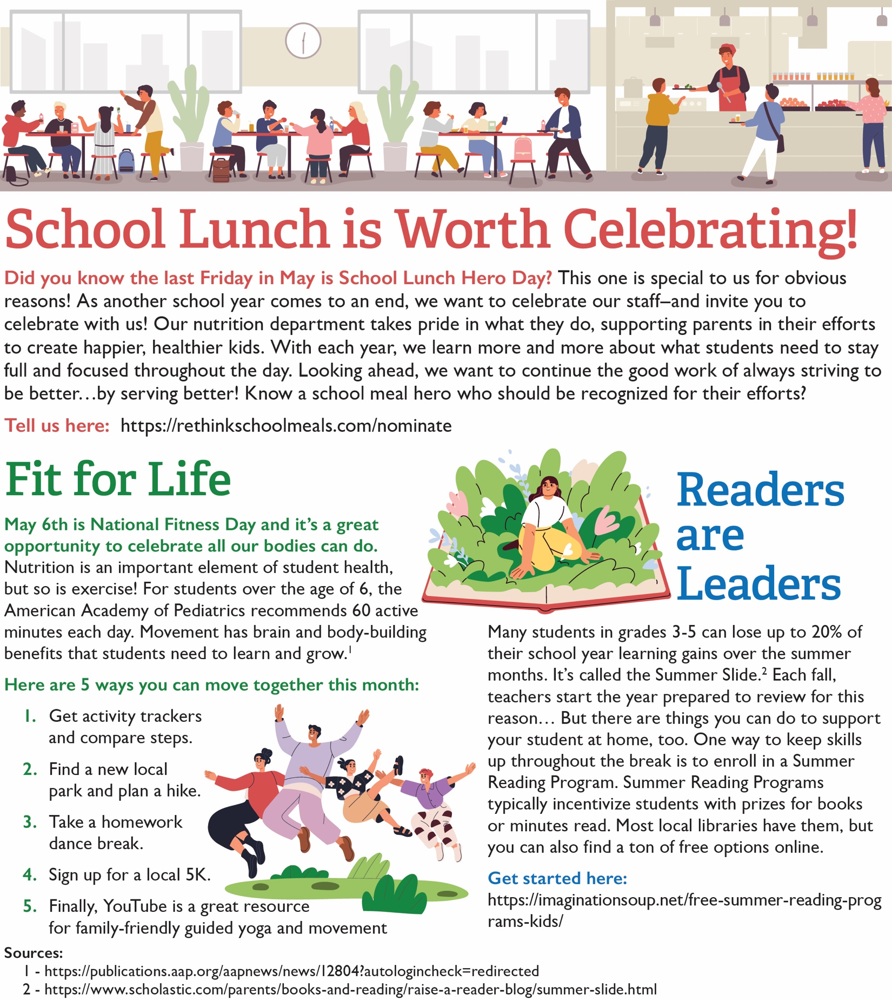 School Lunch is Worth Celebrating!
Did you know the last Friday in May is School Lunch Hero Day? This one is special to us for obvious
reasons! As another school year comes to an end, we want to celebrate our staff–and invite you to
celebrate with us! Our nutrition department takes pride in what they do, supporting parents in their efforts
to create happier, healthier kids. With each year, we learn more and more about what students need to stay
full and focused throughout the day. Looking ahead, we want to continue the good work of always striving to
be better…by serving better! Know a school meal hero who should be recognized for their efforts?
Tell us here: https://rethinkschoolmeals.com/nominate
Fit for Life
May 6th is National Fitness Day and it’s a great
opportunity to celebrate all our bodies can do.
Nutrition is an important element of student health,
but so is exercise! For students over the age of 6, the
American Academy of Pediatrics recommends 60 active
minutes each day. Movement has brain and body-building
benefits that students need to learn and grow.¹
Here are 5 ways you can move together this month:
1. Get activity trackers
and compare steps.
2. Find a new local
park and plan a hike.
3. Take a homework
dance break.
4. Sign up for a local 5K.
5. Finally, YouTube is a great resource
for family-friendly guided yoga and movement
Readers
are
Leaders
Many students in grades 3-5 can lose up to 20% of
their school year learning gains over the summer
months. It’s called the Summer Slide.² Each fall,
teachers start the year prepared to review for this
reason… But there are things you can do to support
your student at home, too. One way to keep skills
up throughout the break is to enroll in a Summer
Reading Program. Summer Reading Programs
typically incentivize students with prizes for books
or minutes read. Most local libraries have them, but
you can also find a ton of free options online.
Get started here:
https://imaginationsoup.net/free-summer-reading-prog
rams-kids/
Sources:
1 - https://publications.aap.org/aapnews/news/12804?autologincheck=redirected
2 - https://www.scholastic.com/parents/books-and-reading/raise-a-reader-blog/summer-slide.html